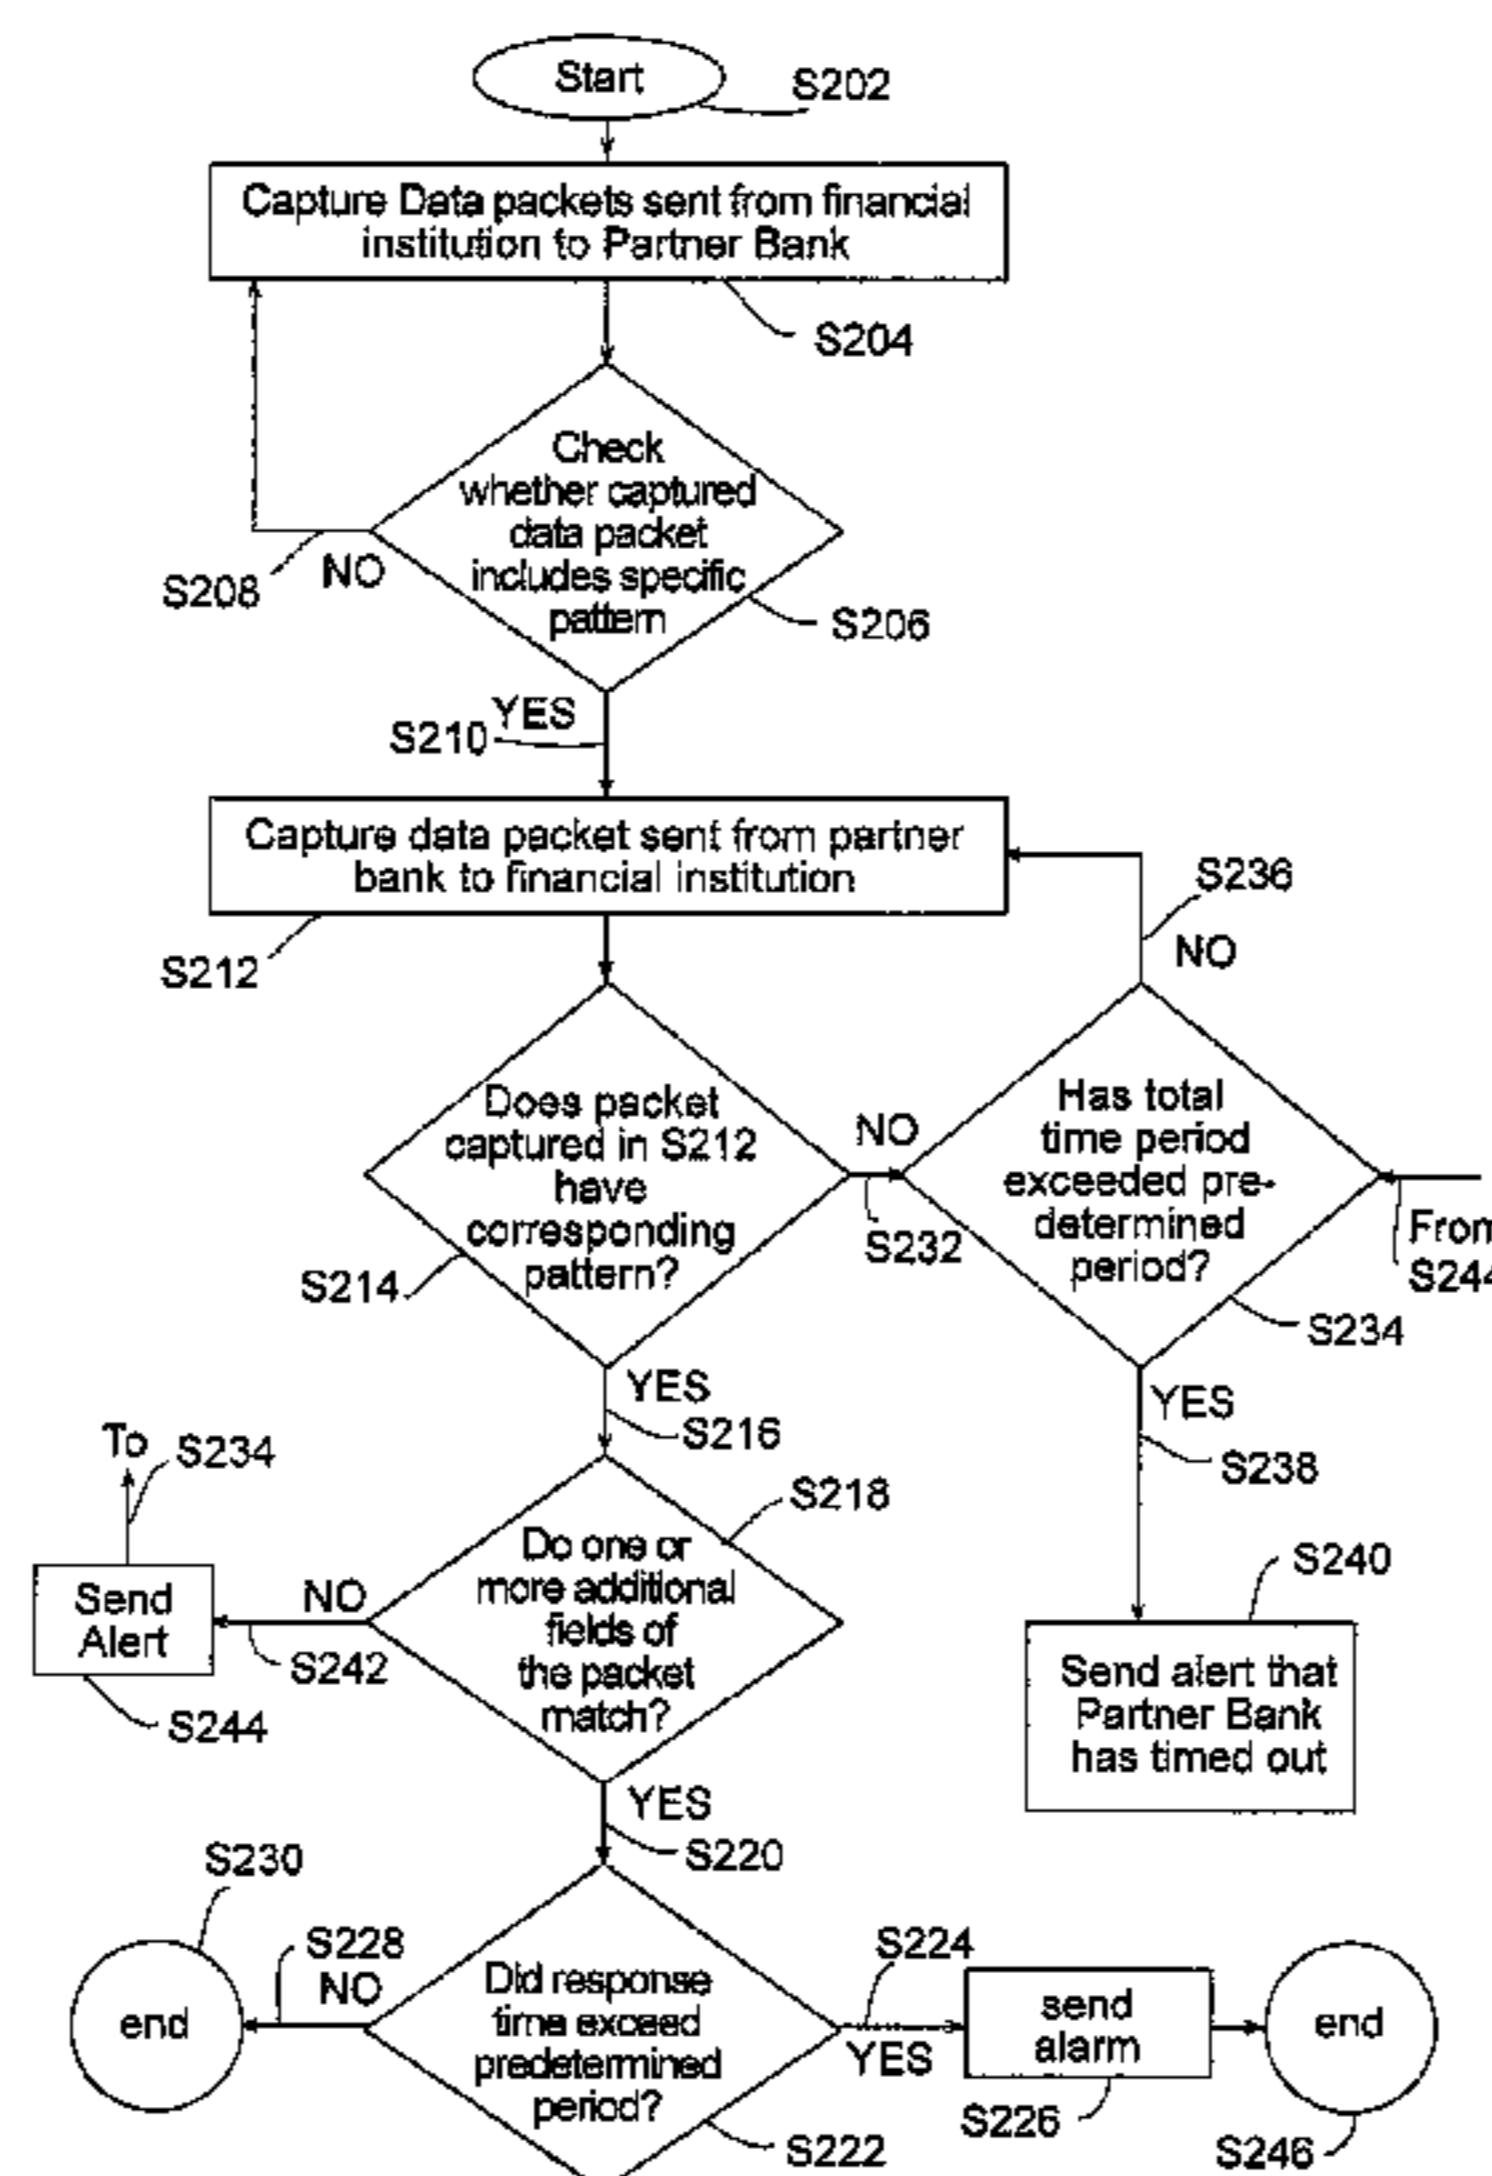 Start
S202
Capture Data packets sent from financial
institution to Partner Bank
S204
Check
whether captured
data packet
includes specific
pattern
S206
NO
S208
YES
S210
Capture data packet sent from partner
bank to financial institution
S212
S236
NO
Does packet
captured in S212
have
corresponding
pattern?
S214
NO
S232
Has total
time period
exceeded pre-
determined
period?
S234
From
S244
YES
S216
YES
S238
To
S234
S218
Do one or
more additional
fields of
the packet
match?
NO
S242
Send
Alert
S244
S240
Send alert that
Partner Bank
has timed out
YES
S220
S230
end
S228
NO
Did response
time exceed
predetermined
period?
S222
S224
YES
send
alarm
S226
end
S246